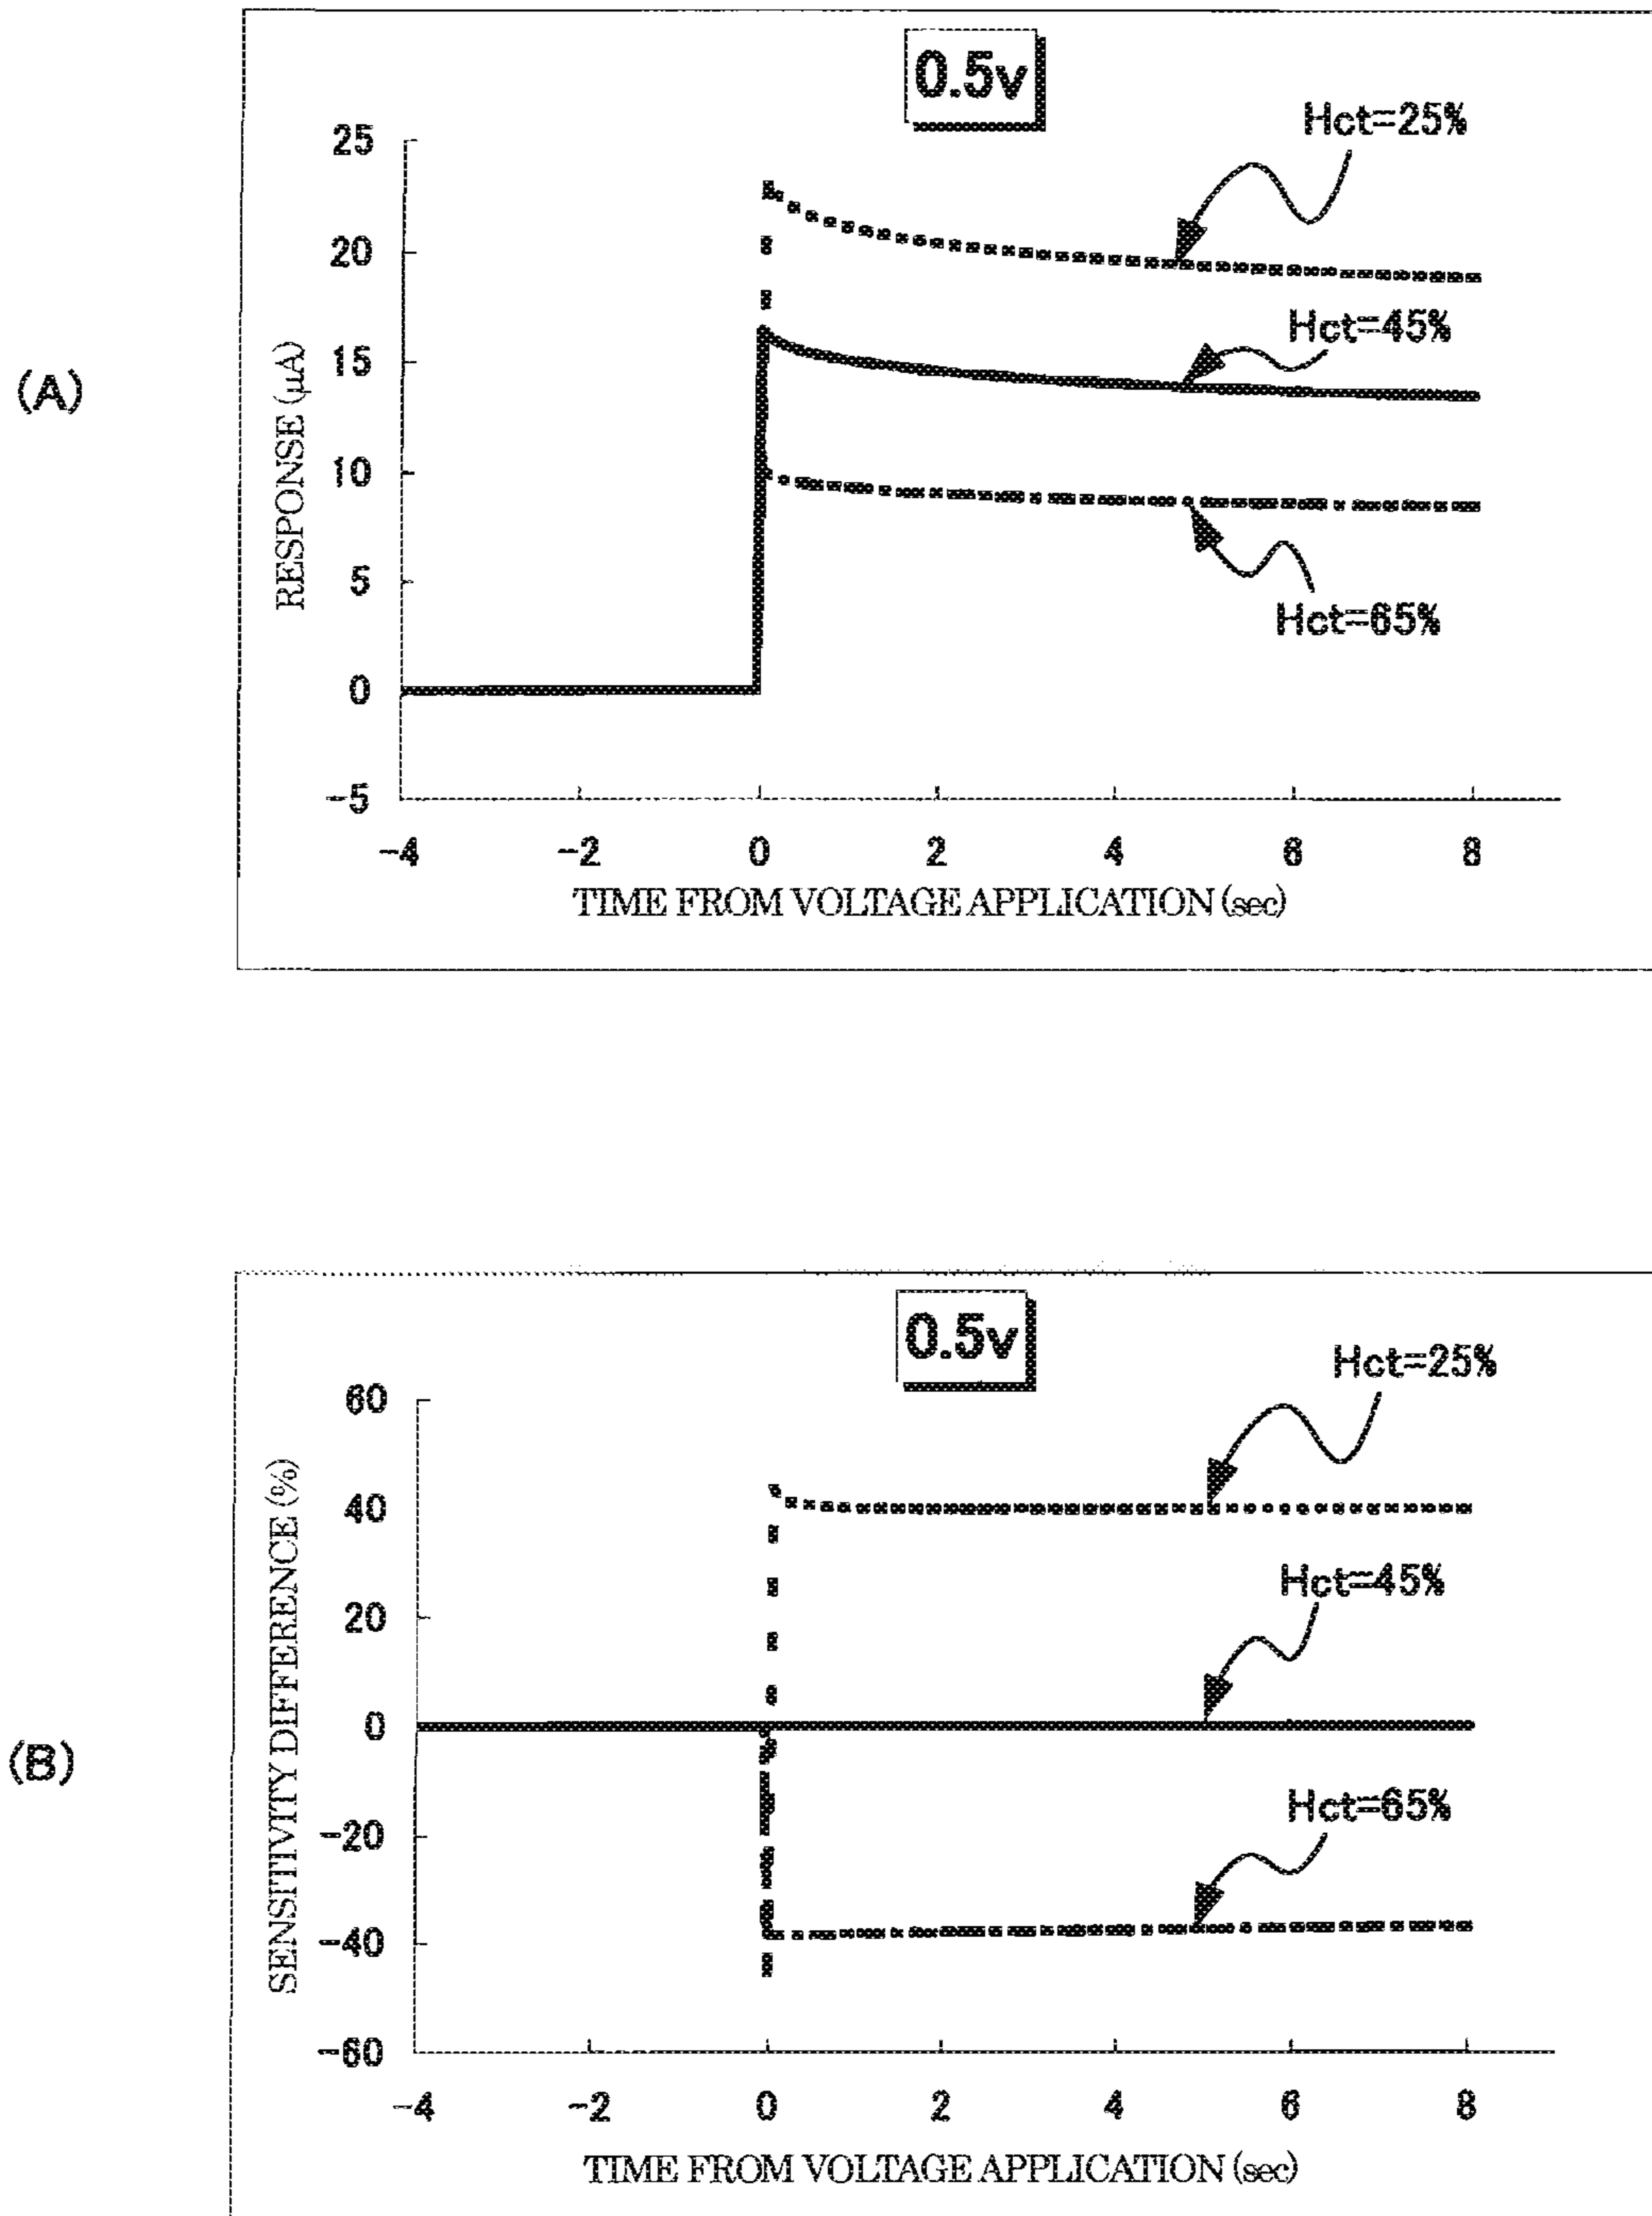 (A)
0.5v
Hct=25%
Hct=45%
Hct=65%
RESPONSE (μA)
25
20
15
10
5
0
-5
-4 -2 0 2 4 6 8
TIME FROM VOLTAGE APPLICATION (sec)
(B)
0.5v
Hct=25%
Hct=45%
Hct=65%
SENSITIVITY DIFFERENCE (%)
60
40
20
0
-20
-40
-60
-4 -2 0 2 4 6 8
TIME FROM VOLTAGE APPLICATION (sec)